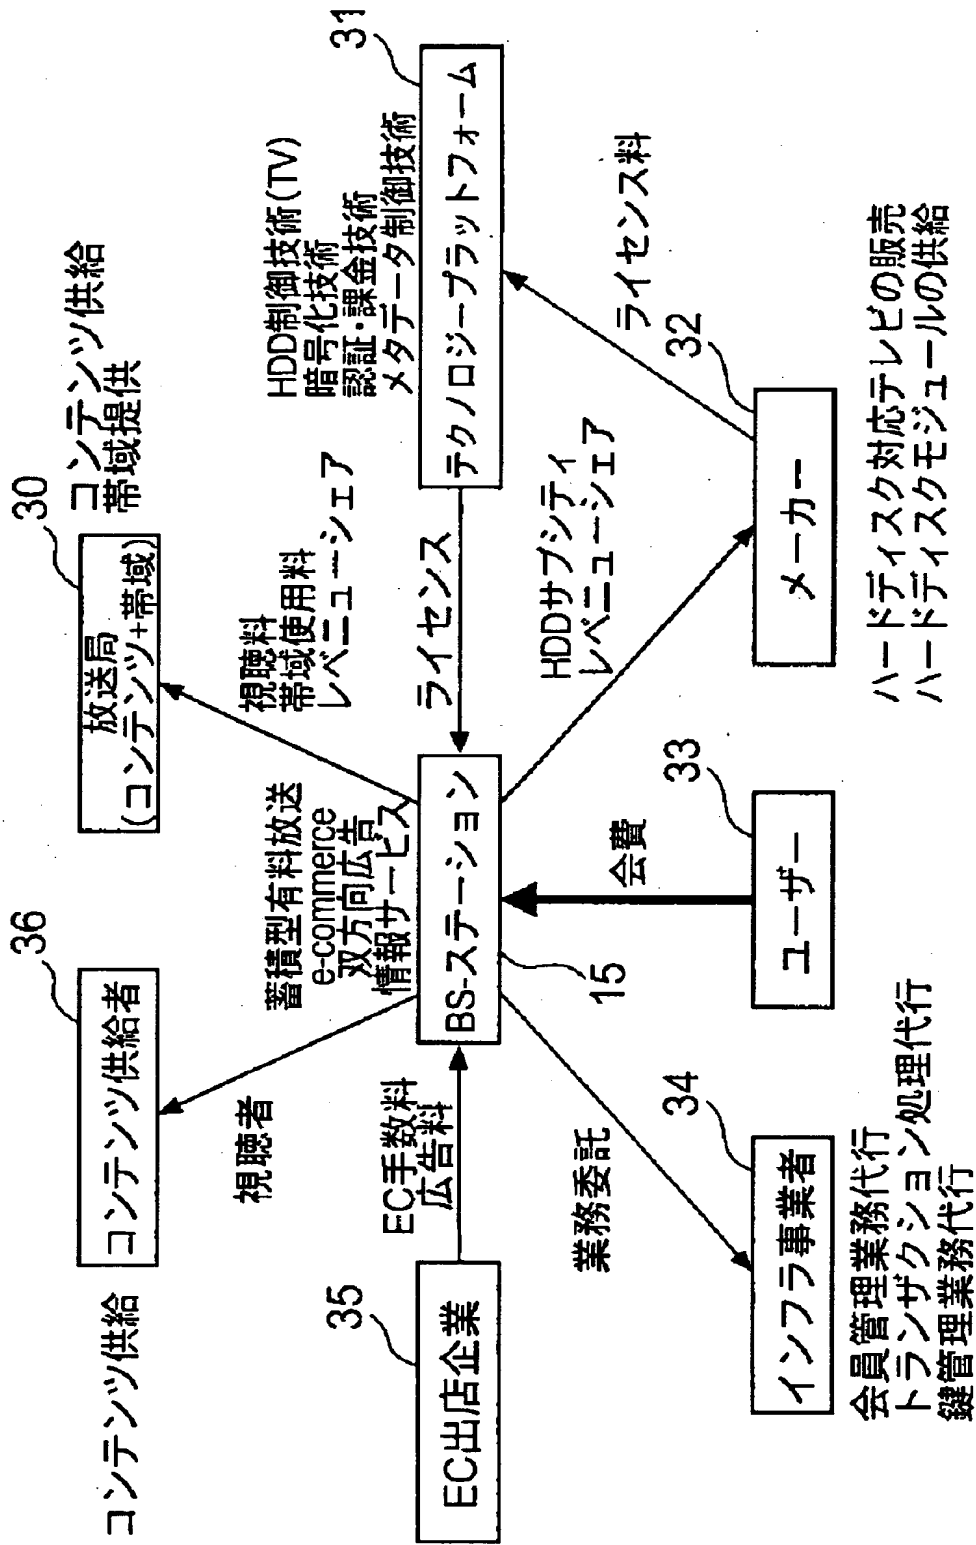 コンテンツ供給
コンテンツ供給者
36
放送局
(コンテンツ+帯域)
30
コンテンツ供給
帯域提供
視聴者
蓄積型有料放送
e-commerce
双方向広告
情報サービス
視聴料
帯域使用料
レベニューシェア
HDD制御技術(TV)
暗号化技術
認証・課金技術
メタデータ制御技術
31
EC出店企業
35
EC手数料
広告料
BS-ステーション
15
ライセンス
テクノロジープラットフォーム
業務委託
会費
HDDサブシティ
レベニューシェア
ライセンス料
インフラ事業者
34
ユーザー
33
メーカー
32
会員管理業務代行
トランザクション処理代行
鍵管理業務代行
ハードディスク対応テレビの販売
ハードディスクモジュールの供給